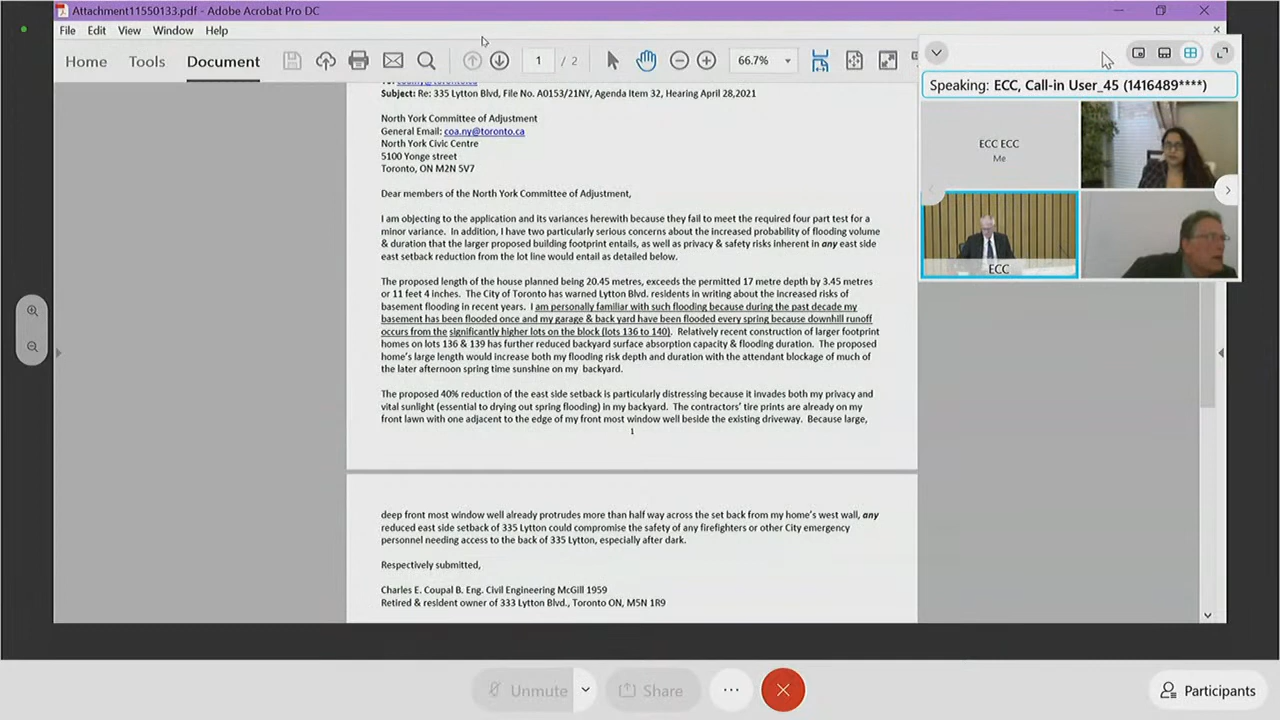 Attachment11550133.pdf - Adobe Acrobat Pro DC
File Edit View Window Help
Home Tools Document 1 / 2 66.7%
Subject: Re: 335 Lytton Blvd, File No. A0153/21NY, Agenda Item 32, Hearing April 28,2021
North York Committee of Adjustment
General Email: coa.ny@toronto.ca
North York Civic Centre
5100 Yonge street
Toronto, ON M2N 5V7
Dear members of the North York Committee of Adjustment,
I am objecting to the application and its variances herewith because they fail to meet the required four part test for a
minor variance. In addition, I have two particularly serious concerns about the increased probability of flooding volume
& duration that the larger proposed building footprint entails, as well as privacy & safety risks inherent in any east side
east setback reduction from the lot line would entail as detailed below.
The proposed length of the house planned being 20.45 metres, exceeds the permitted 17 metre depth by 3.45 metres
or 11 feet 4 inches. The City of Toronto has warned Lytton Blvd. residents in writing about the increased risks of
basement flooding in recent years. I am personally familiar with such flooding because during the past decade my
basement has been flooded once and my garage & back yard have been flooded every spring because downhill runoff
occurs from the significantly higher lots on the block (lots 136 to 140). Relatively recent construction of larger footprint
homes on lots 136 & 139 has further reduced backyard surface absorption capacity & flooding duration. The proposed
home's large length would increase both my flooding risk depth and duration with the attendant blockage of much of
the later afternoon spring time sunshine on my backyard.
The proposed 40% reduction of the east side setback is particularly distressing because it invades both my privacy and
vital sunlight (essential to drying out spring flooding) in my backyard. The contractors' tire prints are already on my
front lawn with one adjacent to the edge of my front most window well beside the existing driveway. Because large,
1
deep front most window well already protrudes more than half way across the set back from my home's west wall, any
reduced east side setback of 335 Lytton could compromise the safety of any firefighters or other City emergency
personnel needing access to the back of 335 Lytton, especially after dark.
Respectively submitted,
Charles E. Coupal B. Eng. Civil Engineering McGill 1959
Retired & resident owner of 333 Lytton Blvd., Toronto ON, M5N 1R9
Speaking: ECC, Call-in User_45 (1416489****)
ECC ECC
Me
ECC
Unmute Share Participants